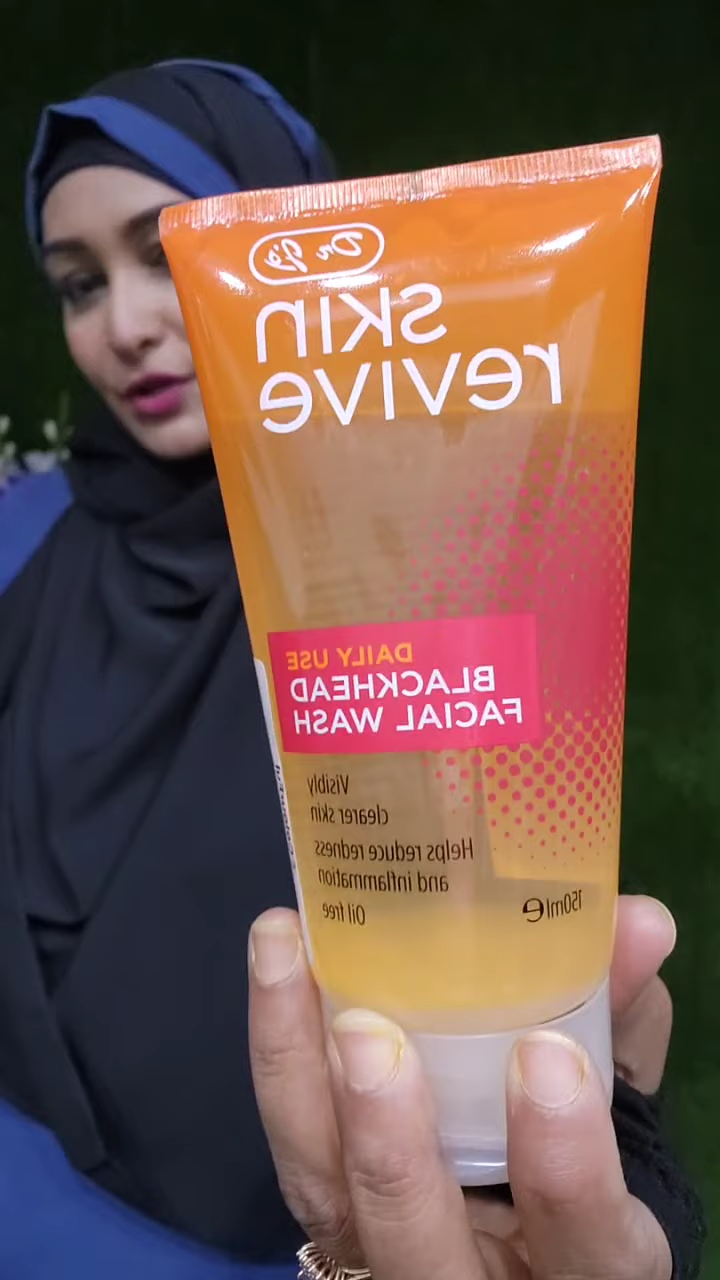 Dr J's
skin
revive
DAILY USE
BLACKHEAD
FACIAL WASH
Visibly
clearer skin
Helps reduce redness
and inflammation
Oil free
150ml e